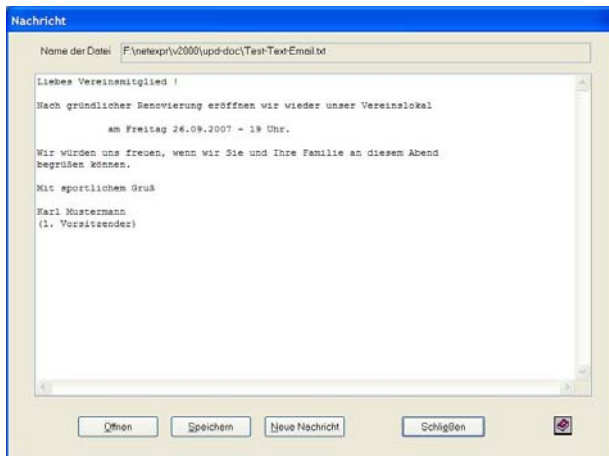 Nachricht
Name der Datei F:\netexpr\v2000\upd-doc\Test-Text-Email.txt
Liebes Vereinsmitglied !
Nach gründlicher Renovierung eröffnen wir wieder unser Vereinslokal
am Freitag 26.09.2007 - 19 Uhr.
Wir würden uns freuen, wenn wir Sie und Ihre Familie an diesem Abend
begrüßen können.
Mit sportlichem Gruß
Karl Mustermann
(1. Vorsitzender)
Öffnen Speichern Neue Nachricht Schließen